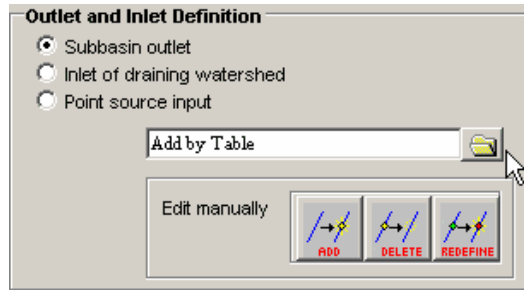 Outlet and Inlet Definition
Subbasin outlet
Inlet of draining watershed
Point source input
Add by Table
Edit manually
ADD DELETE REDEFINE